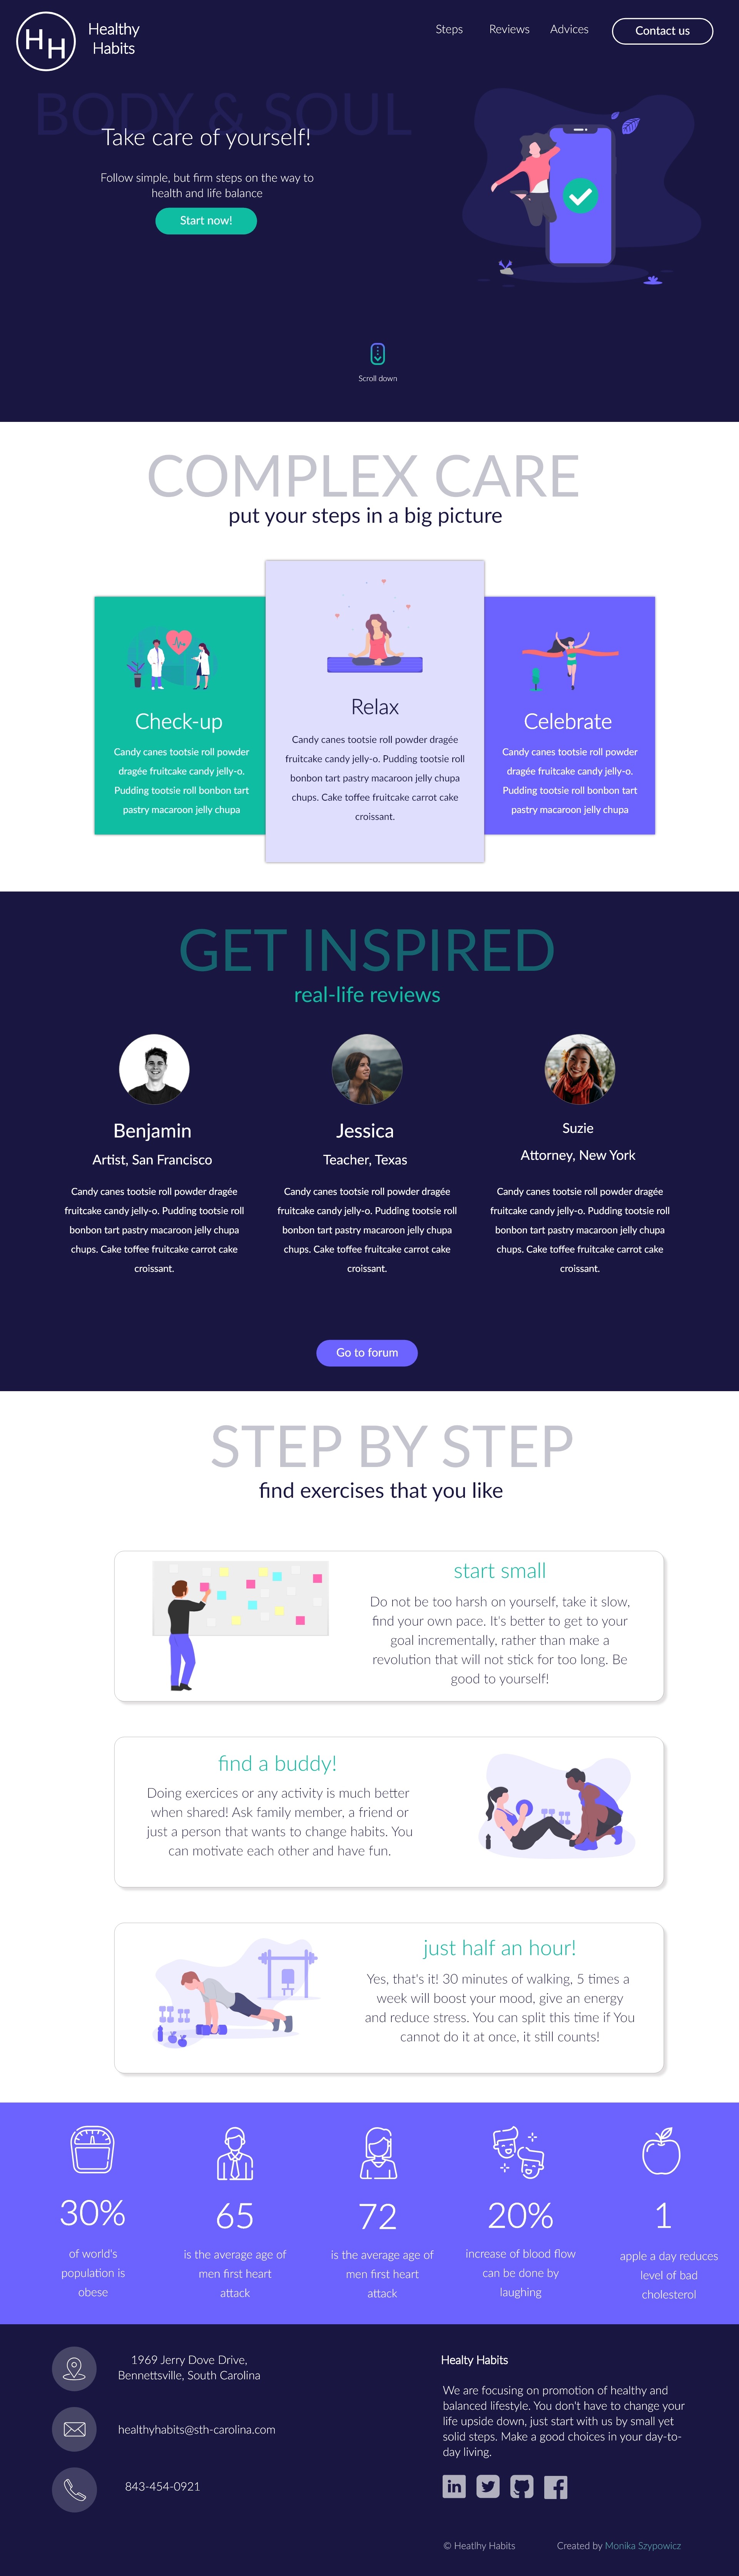 HH
Healthy
Habits
Steps
Reviews
Advices
Contact us
BODY & SOUL
Take care of yourself!
Follow simple, but firm steps on the way to
health and life balance
Start now!
Scroll down
COMPLEX CARE
put your steps in a big picture
Check-up
Candy canes tootsie roll powder
dragée fruitcake candy jelly-o.
Pudding tootsie roll bonbon tart
pastry macaroon jelly chupa
Relax
Candy canes tootsie roll powder dragée
fruitcake candy jelly-o. Pudding tootsie roll
bonbon tart pastry macaroon jelly chupa
chups. Cake toffee fruitcake carrot cake
croissant.
Celebrate
Candy canes tootsie roll powder
dragée fruitcake candy jelly-o.
Pudding tootsie roll bonbon tart
pastry macaroon jelly chupa
GET INSPIRED
real-life reviews
Benjamin
Artist, San Francisco
Candy canes tootsie roll powder dragée
fruitcake candy jelly-o. Pudding tootsie roll
bonbon tart pastry macaroon jelly chupa
chups. Cake toffee fruitcake carrot cake
croissant.
Jessica
Teacher, Texas
Candy canes tootsie roll powder dragée
fruitcake candy jelly-o. Pudding tootsie roll
bonbon tart pastry macaroon jelly chupa
chups. Cake toffee fruitcake carrot cake
croissant.
Suzie
Attorney, New York
Candy canes tootsie roll powder dragée
fruitcake candy jelly-o. Pudding tootsie roll
bonbon tart pastry macaroon jelly chupa
chups. Cake toffee fruitcake carrot cake
croissant.
Go to forum
STEP BY STEP
find exercises that you like
start small
Do not be too harsh on yourself, take it slow,
find your own pace. It's better to get to your
goal incrementally, rather than make a
revolution that will not stick for too long. Be
good to yourself!
find a buddy!
Doing exercices or any activity is much better
when shared! Ask family member, a friend or
just a person that wants to change habits. You
can motivate each other and have fun.
just half an hour!
Yes, that's it! 30 minutes of walking, 5 times a
week will boost your mood, give an energy
and reduce stress. You can split this time if You
cannot do it at once, it still counts!
30%
of world's
population is
obese
65
is the average age of
men first heart
attack
72
is the average age of
men first heart
attack
20%
increase of blood flow
can be done by
laughing
1
apple a day reduces
level of bad
cholesterol
1969 Jerry Dove Drive,
Bennettsville, South Carolina
healthyhabits@sth-carolina.com
843-454-0921
Healty Habits
We are focusing on promotion of healthy and
balanced lifestyle. You don't have to change your
life upside down, just start with us by small yet
solid steps. Make a good choices in your day-to-
day living.
in
© Heatlhy Habits
Created by Monika Szypowicz